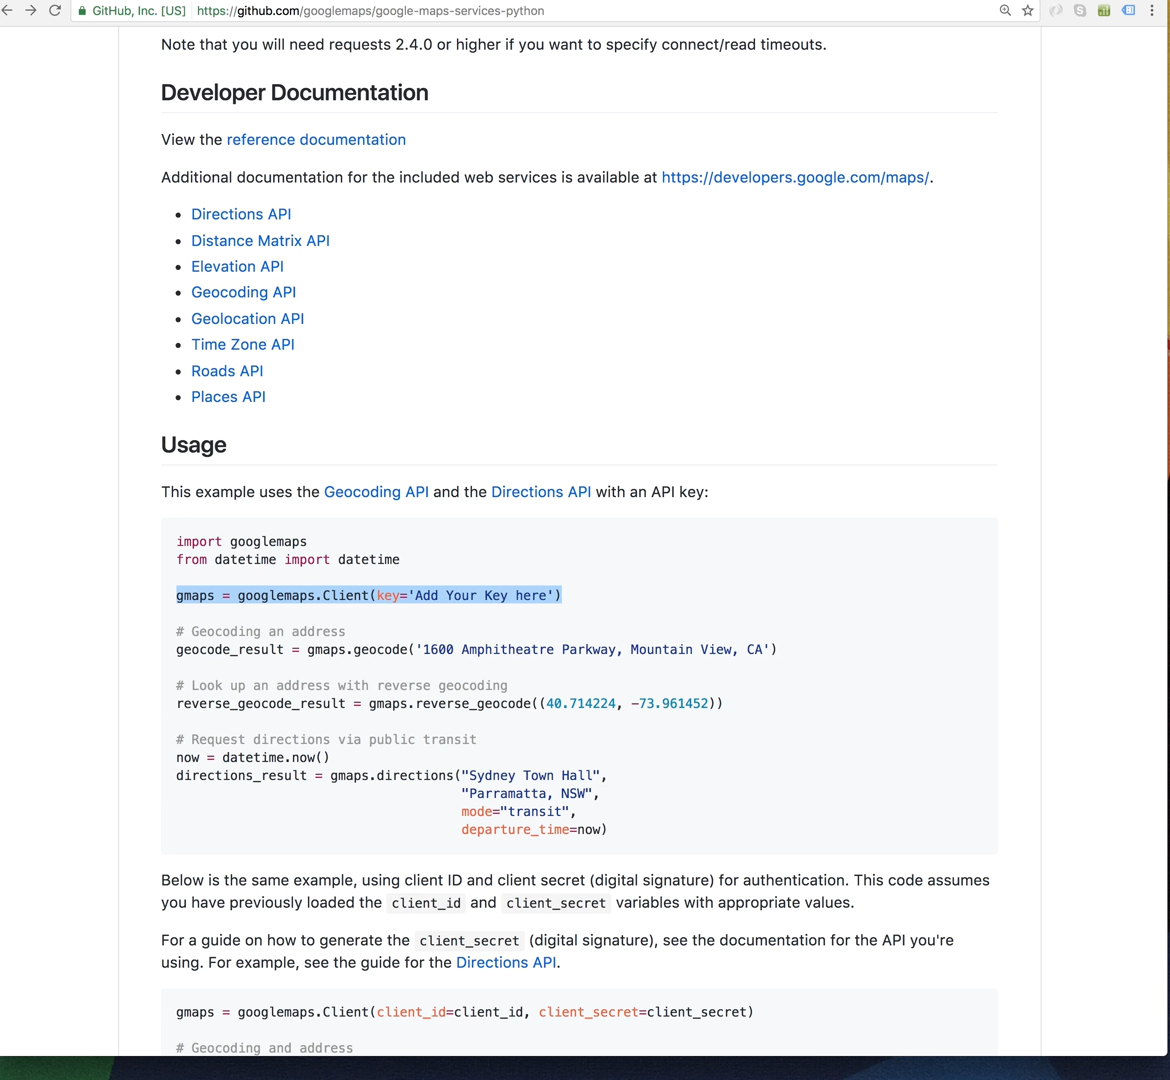 GitHub, Inc. [US] https://github.com/googlemaps/google-maps-services-python
Note that you will need requests 2.4.0 or higher if you want to specify connect/read timeouts.
Developer Documentation
View the reference documentation
Additional documentation for the included web services is available at https://developers.google.com/maps/.
• Directions API
• Distance Matrix API
• Elevation API
• Geocoding API
• Geolocation API
• Time Zone API
• Roads API
• Places API
Usage
This example uses the Geocoding API and the Directions API with an API key:
import googlemaps
from datetime import datetime
gmaps = googlemaps.Client(key='Add Your Key here')
# Geocoding an address
geocode_result = gmaps.geocode('1600 Amphitheatre Parkway, Mountain View, CA')
# Look up an address with reverse geocoding
reverse_geocode_result = gmaps.reverse_geocode((40.714224, -73.961452))
# Request directions via public transit
now = datetime.now()
directions_result = gmaps.directions("Sydney Town Hall",
"Parramatta, NSW",
mode="transit",
departure_time=now)
Below is the same example, using client ID and client secret (digital signature) for authentication. This code assumes
you have previously loaded the client_id and client_secret variables with appropriate values.
For a guide on how to generate the client_secret (digital signature), see the documentation for the API you're
using. For example, see the guide for the Directions API.
gmaps = googlemaps.Client(client_id=client_id, client_secret=client_secret)
# Geocoding and address